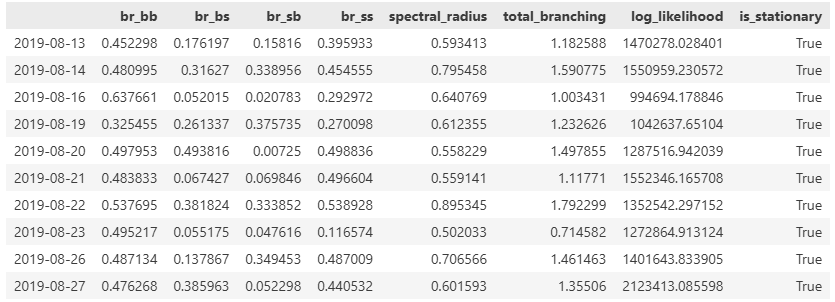 br_bb br_bs br_sb br_ss spectral_radius total_branching log_likelihood is_stationary
2019-08-13 0.452298 0.176197 0.15816 0.395933 0.593413 1.182588 1470278.028401 True
2019-08-14 0.480995 0.31627 0.338956 0.454555 0.795458 1.590775 1550959.230572 True
2019-08-16 0.637661 0.052015 0.020783 0.292972 0.640769 1.003431 994694.178846 True
2019-08-19 0.325455 0.261337 0.375735 0.270098 0.612355 1.232626 1042637.65104 True
2019-08-20 0.497953 0.493816 0.00725 0.498836 0.558229 1.497855 1287516.942039 True
2019-08-21 0.483833 0.067427 0.069846 0.496604 0.559141 1.11771 1552346.165708 True
2019-08-22 0.537695 0.381824 0.333852 0.538928 0.895345 1.792299 1352542.297152 True
2019-08-23 0.495217 0.055175 0.047616 0.116574 0.502033 0.714582 1272864.913124 True
2019-08-26 0.487134 0.137867 0.349453 0.487009 0.706566 1.461463 1401643.833905 True
2019-08-27 0.476268 0.385963 0.052298 0.440532 0.601593 1.35506 2123413.085598 True